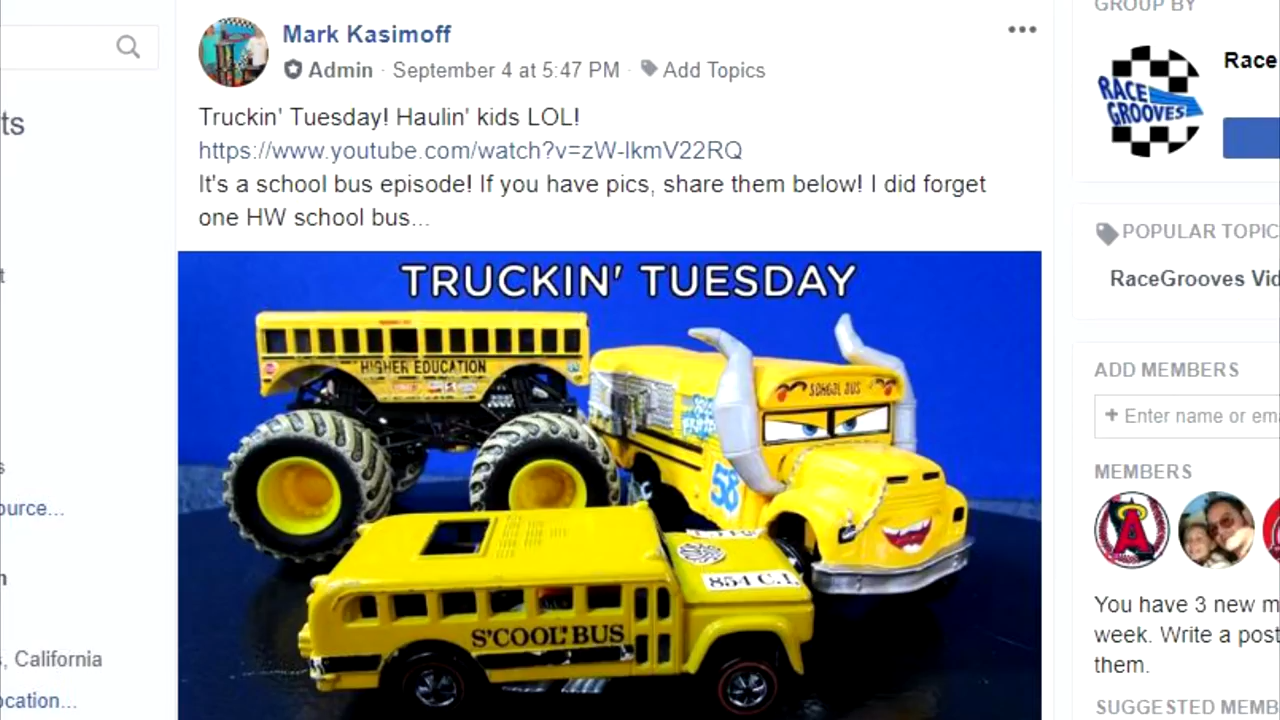 GROUP BY
Mark Kasimoff
Admin · September 4 at 5:47 PM · Add Topics
Race
RACE
GROOVES
ts
Truckin' Tuesday! Haulin' kids LOL!
https://www.youtube.com/watch?v=zW-lkmV22RQ
It's a school bus episode! If you have pics, share them below! I did forget
one HW school bus...
POPULAR TOPIC
RaceGrooves Vid
t
TRUCKIN' TUESDAY
HIGHER EDUCATION
SCHOOL BUS
58
S'COOL BUS
854 C.I.
ADD MEMBERS
+ Enter name or em
MEMBERS
A
s
ource...
n
You have 3 new m
week. Write a post
them.
, California
ocation...
SUGGESTED MEMB